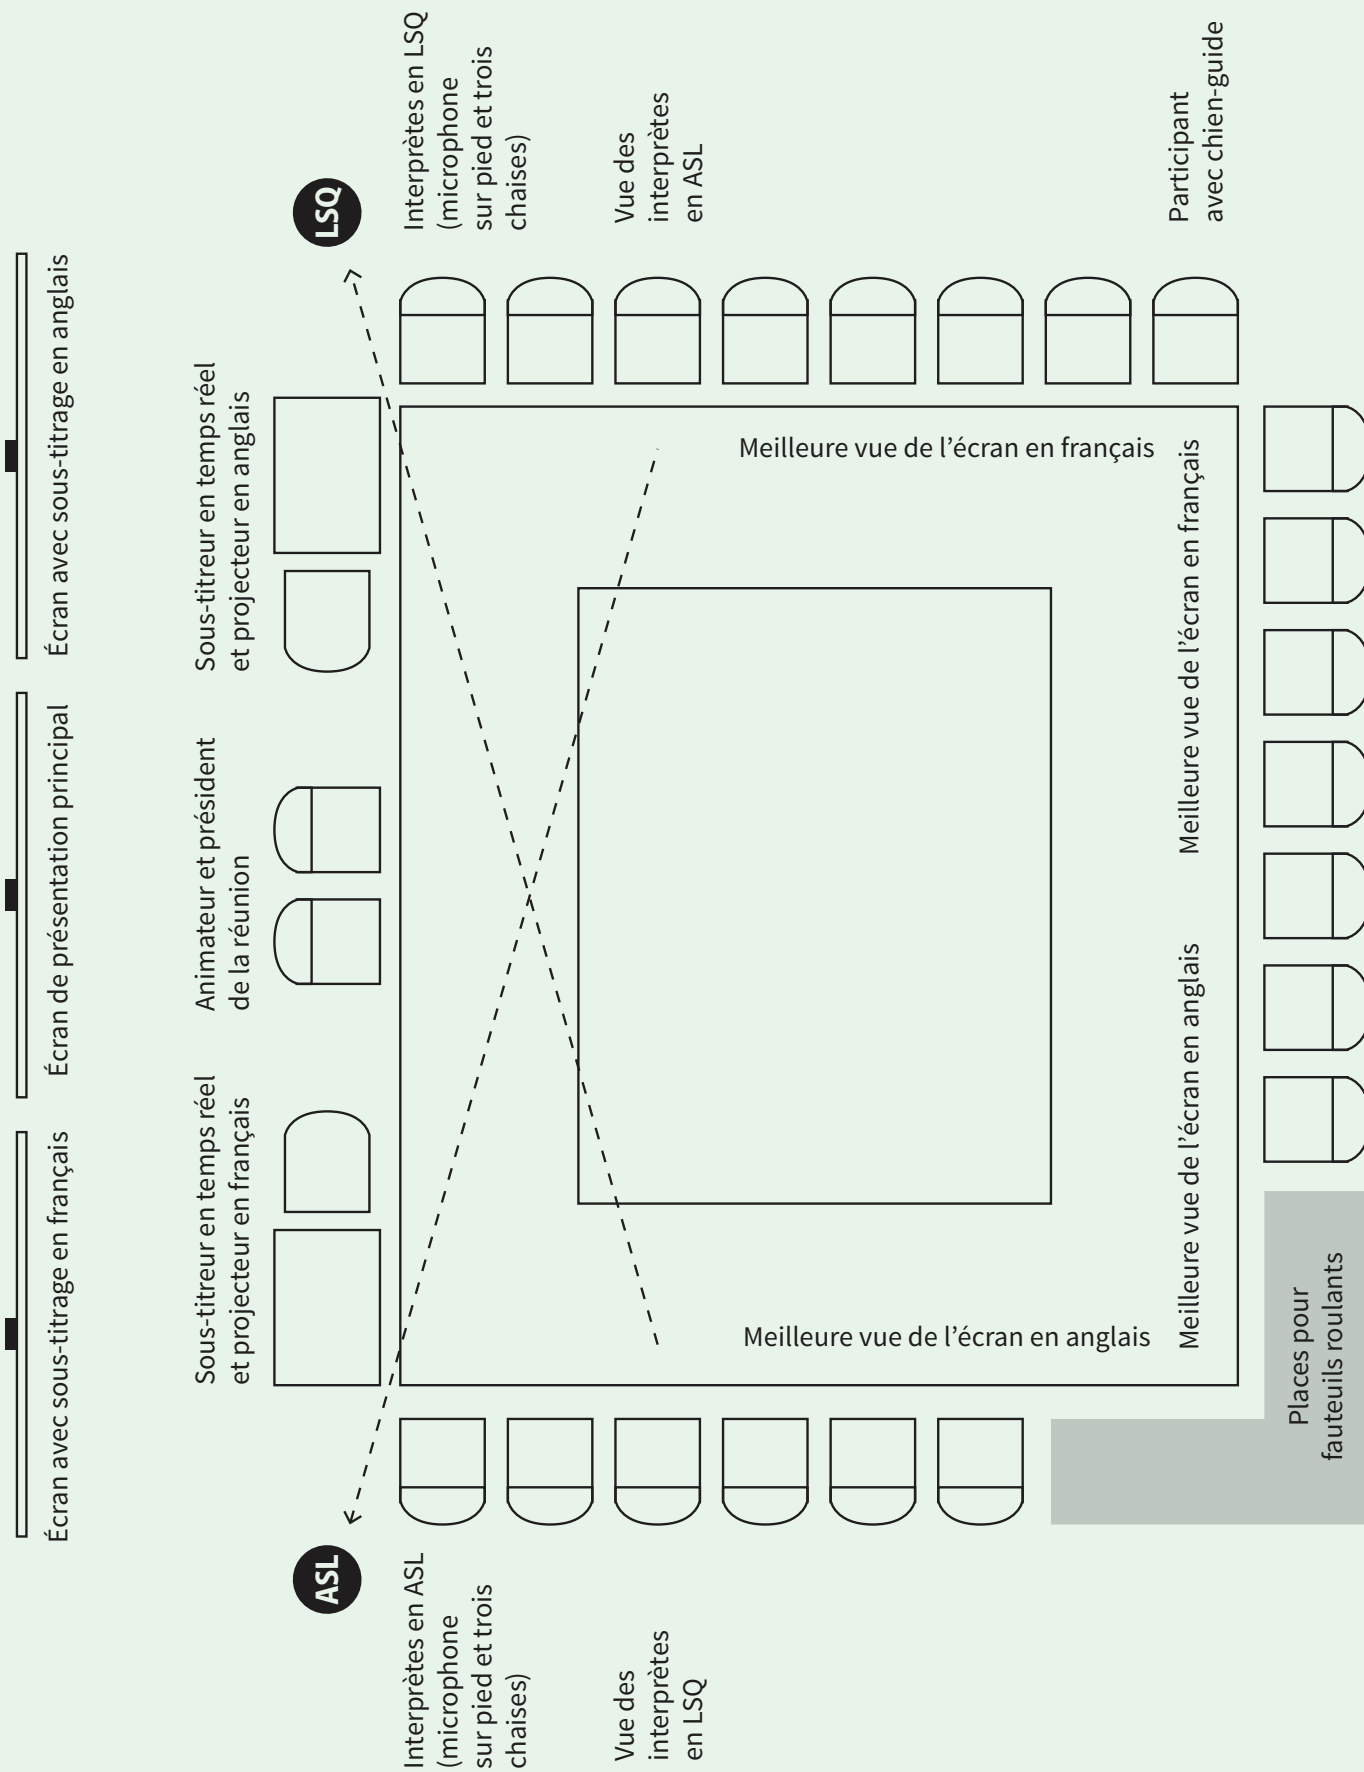 Écran avec sous-titrage en français
Écran de présentation principal
Écran avec sous-titrage en anglais
Sous-titreur en temps réel
et projecteur en français
Animateur et président
de la réunion
Sous-titreur en temps réel
et projecteur en anglais
ASL
LSQ
Interprètes en ASL
(microphone
sur pied et trois
chaises)
Interprètes en LSQ
(microphone
sur pied et trois
chaises)
Vue des
interprètes
en LSQ
Vue des
interprètes
en ASL
Meilleure vue de l'écran en anglais
Meilleure vue de l'écran en français
Meilleure vue de l'écran en anglais
Meilleure vue de l'écran en français
Participant
avec chien-guide
Places pour
fauteuils roulants